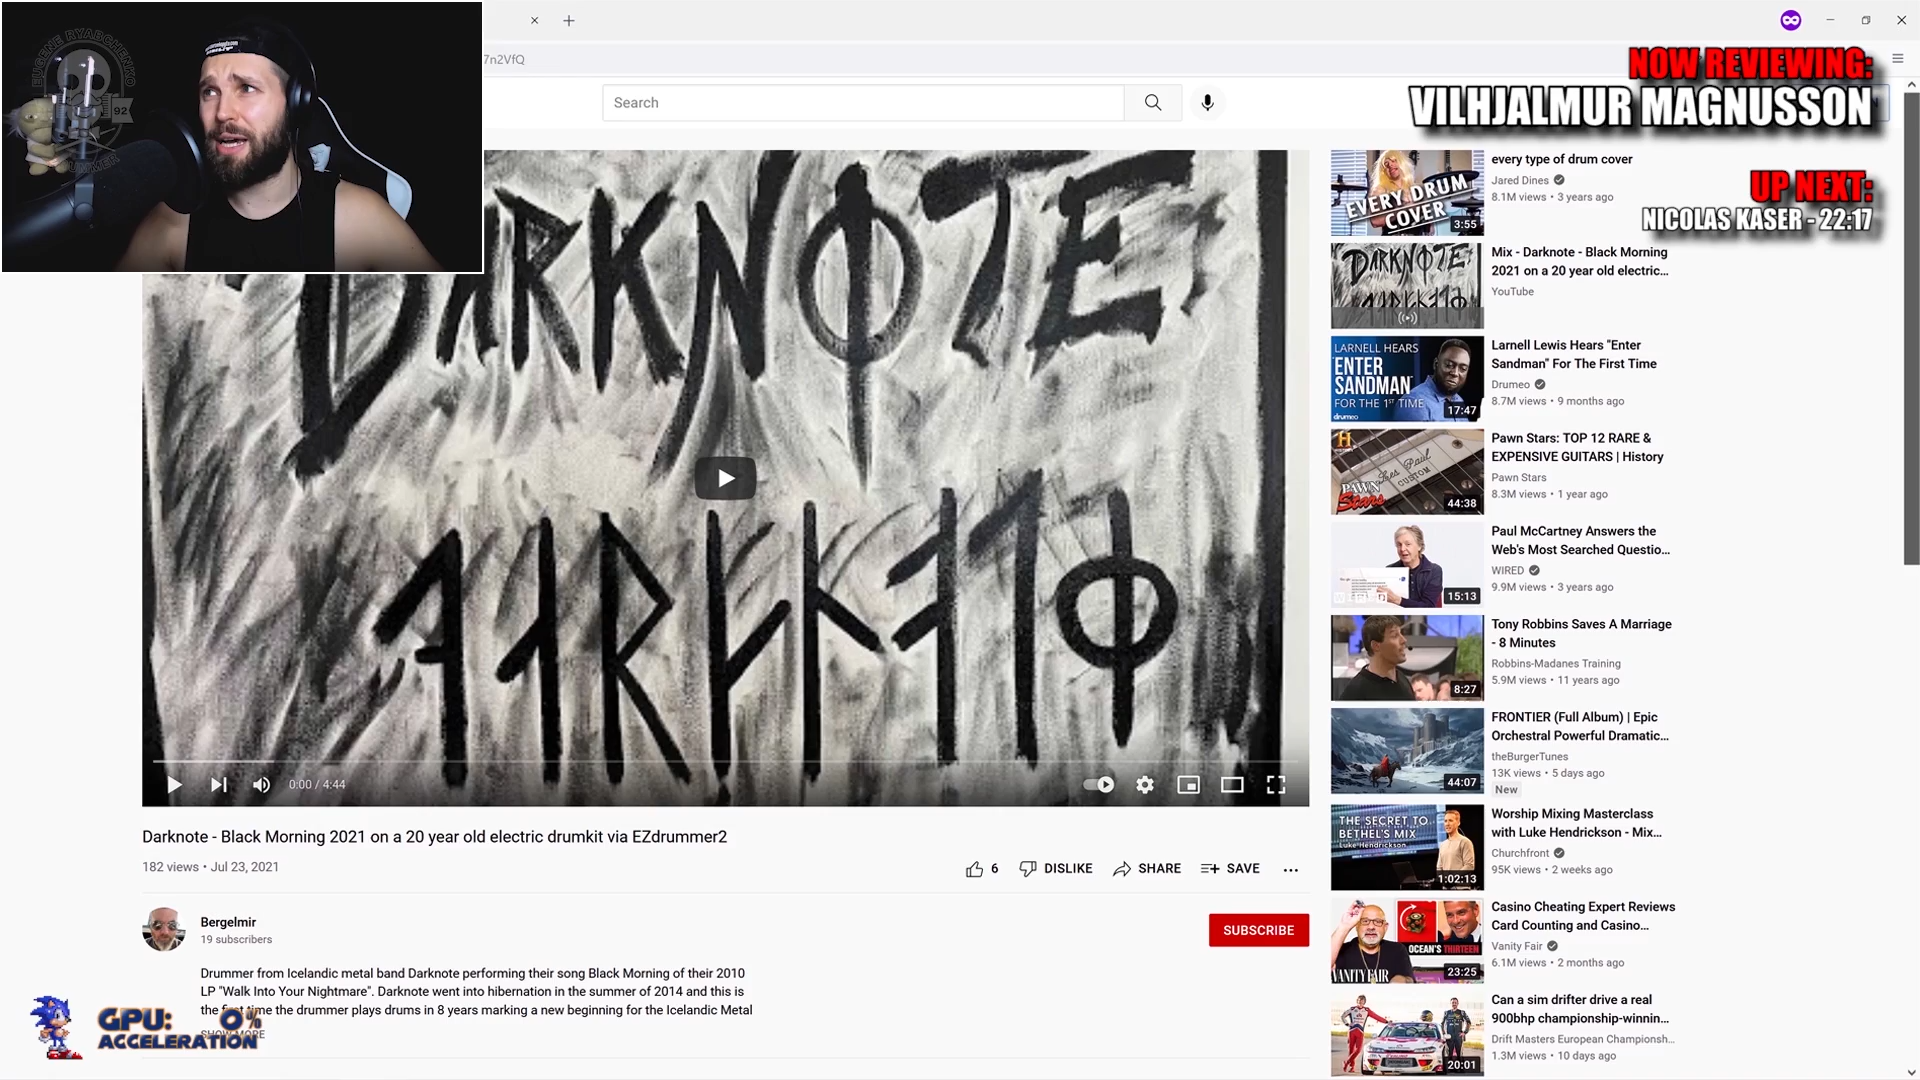 EUGENE RYABCHENKO
92
DRUMMER
7n2VfQ
Search
NOW REVIEWING:
VILHJALMUR MAGNUSSON
UP NEXT:
NICOLAS KASER - 22:17
DARKNOTE
0:00 / 4:44
Darknote - Black Morning 2021 on a 20 year old electric drumkit via EZdrummer2
182 views • Jul 23, 2021
6
DISLIKE
SHARE
SAVE
Bergelmir
19 subscribers
SUBSCRIBE
Drummer from Icelandic metal band Darknote performing their song Black Morning of their 2010
LP "Walk Into Your Nightmare". Darknote went into hibernation in the summer of 2014 and this is
the first time the drummer plays drums in 8 years marking a new beginning for the Icelandic Metal
SHOW MORE
GPU: 0%
ACCELERATION
EVERY DRUM
COVER
3:55
every type of drum cover
Jared Dines
8.1M views • 3 years ago
DARKNOTE
Mix - Darknote - Black Morning
2021 on a 20 year old electric...
YouTube
LARNELL HEARS
ENTER
SANDMAN
FOR THE 1ST TIME
drumeo
17:47
Larnell Lewis Hears "Enter
Sandman" For The First Time
Drumeo
8.7M views • 9 months ago
H
Les Paul
CUSTOM
PAWN
Stars
44:38
Pawn Stars: TOP 12 RARE &
EXPENSIVE GUITARS | History
Pawn Stars
8.3M views • 1 year ago
15:13
Paul McCartney Answers the
Web's Most Searched Questio...
WIRED
9.9M views • 3 years ago
8:27
Tony Robbins Saves A Marriage
- 8 Minutes
Robbins-Madanes Training
5.9M views • 11 years ago
44:07
FRONTIER (Full Album) | Epic
Orchestral Powerful Dramatic...
theBurgerTunes
13K views • 5 days ago
New
THE SECRET TO
BETHEL'S MIX
Luke Hendrickson
1:02:13
Worship Mixing Masterclass
with Luke Hendrickson - Mix...
Churchfront
95K views • 2 weeks ago
OCEAN'S THIRTEEN
VANITY FAIR
23:25
Casino Cheating Expert Reviews
Card Counting and Casino...
Vanity Fair
6.1M views • 2 months ago
20:01
Can a sim drifter drive a real
900bhp championship-winnin...
Drift Masters European Championsh...
1.3M views • 10 days ago